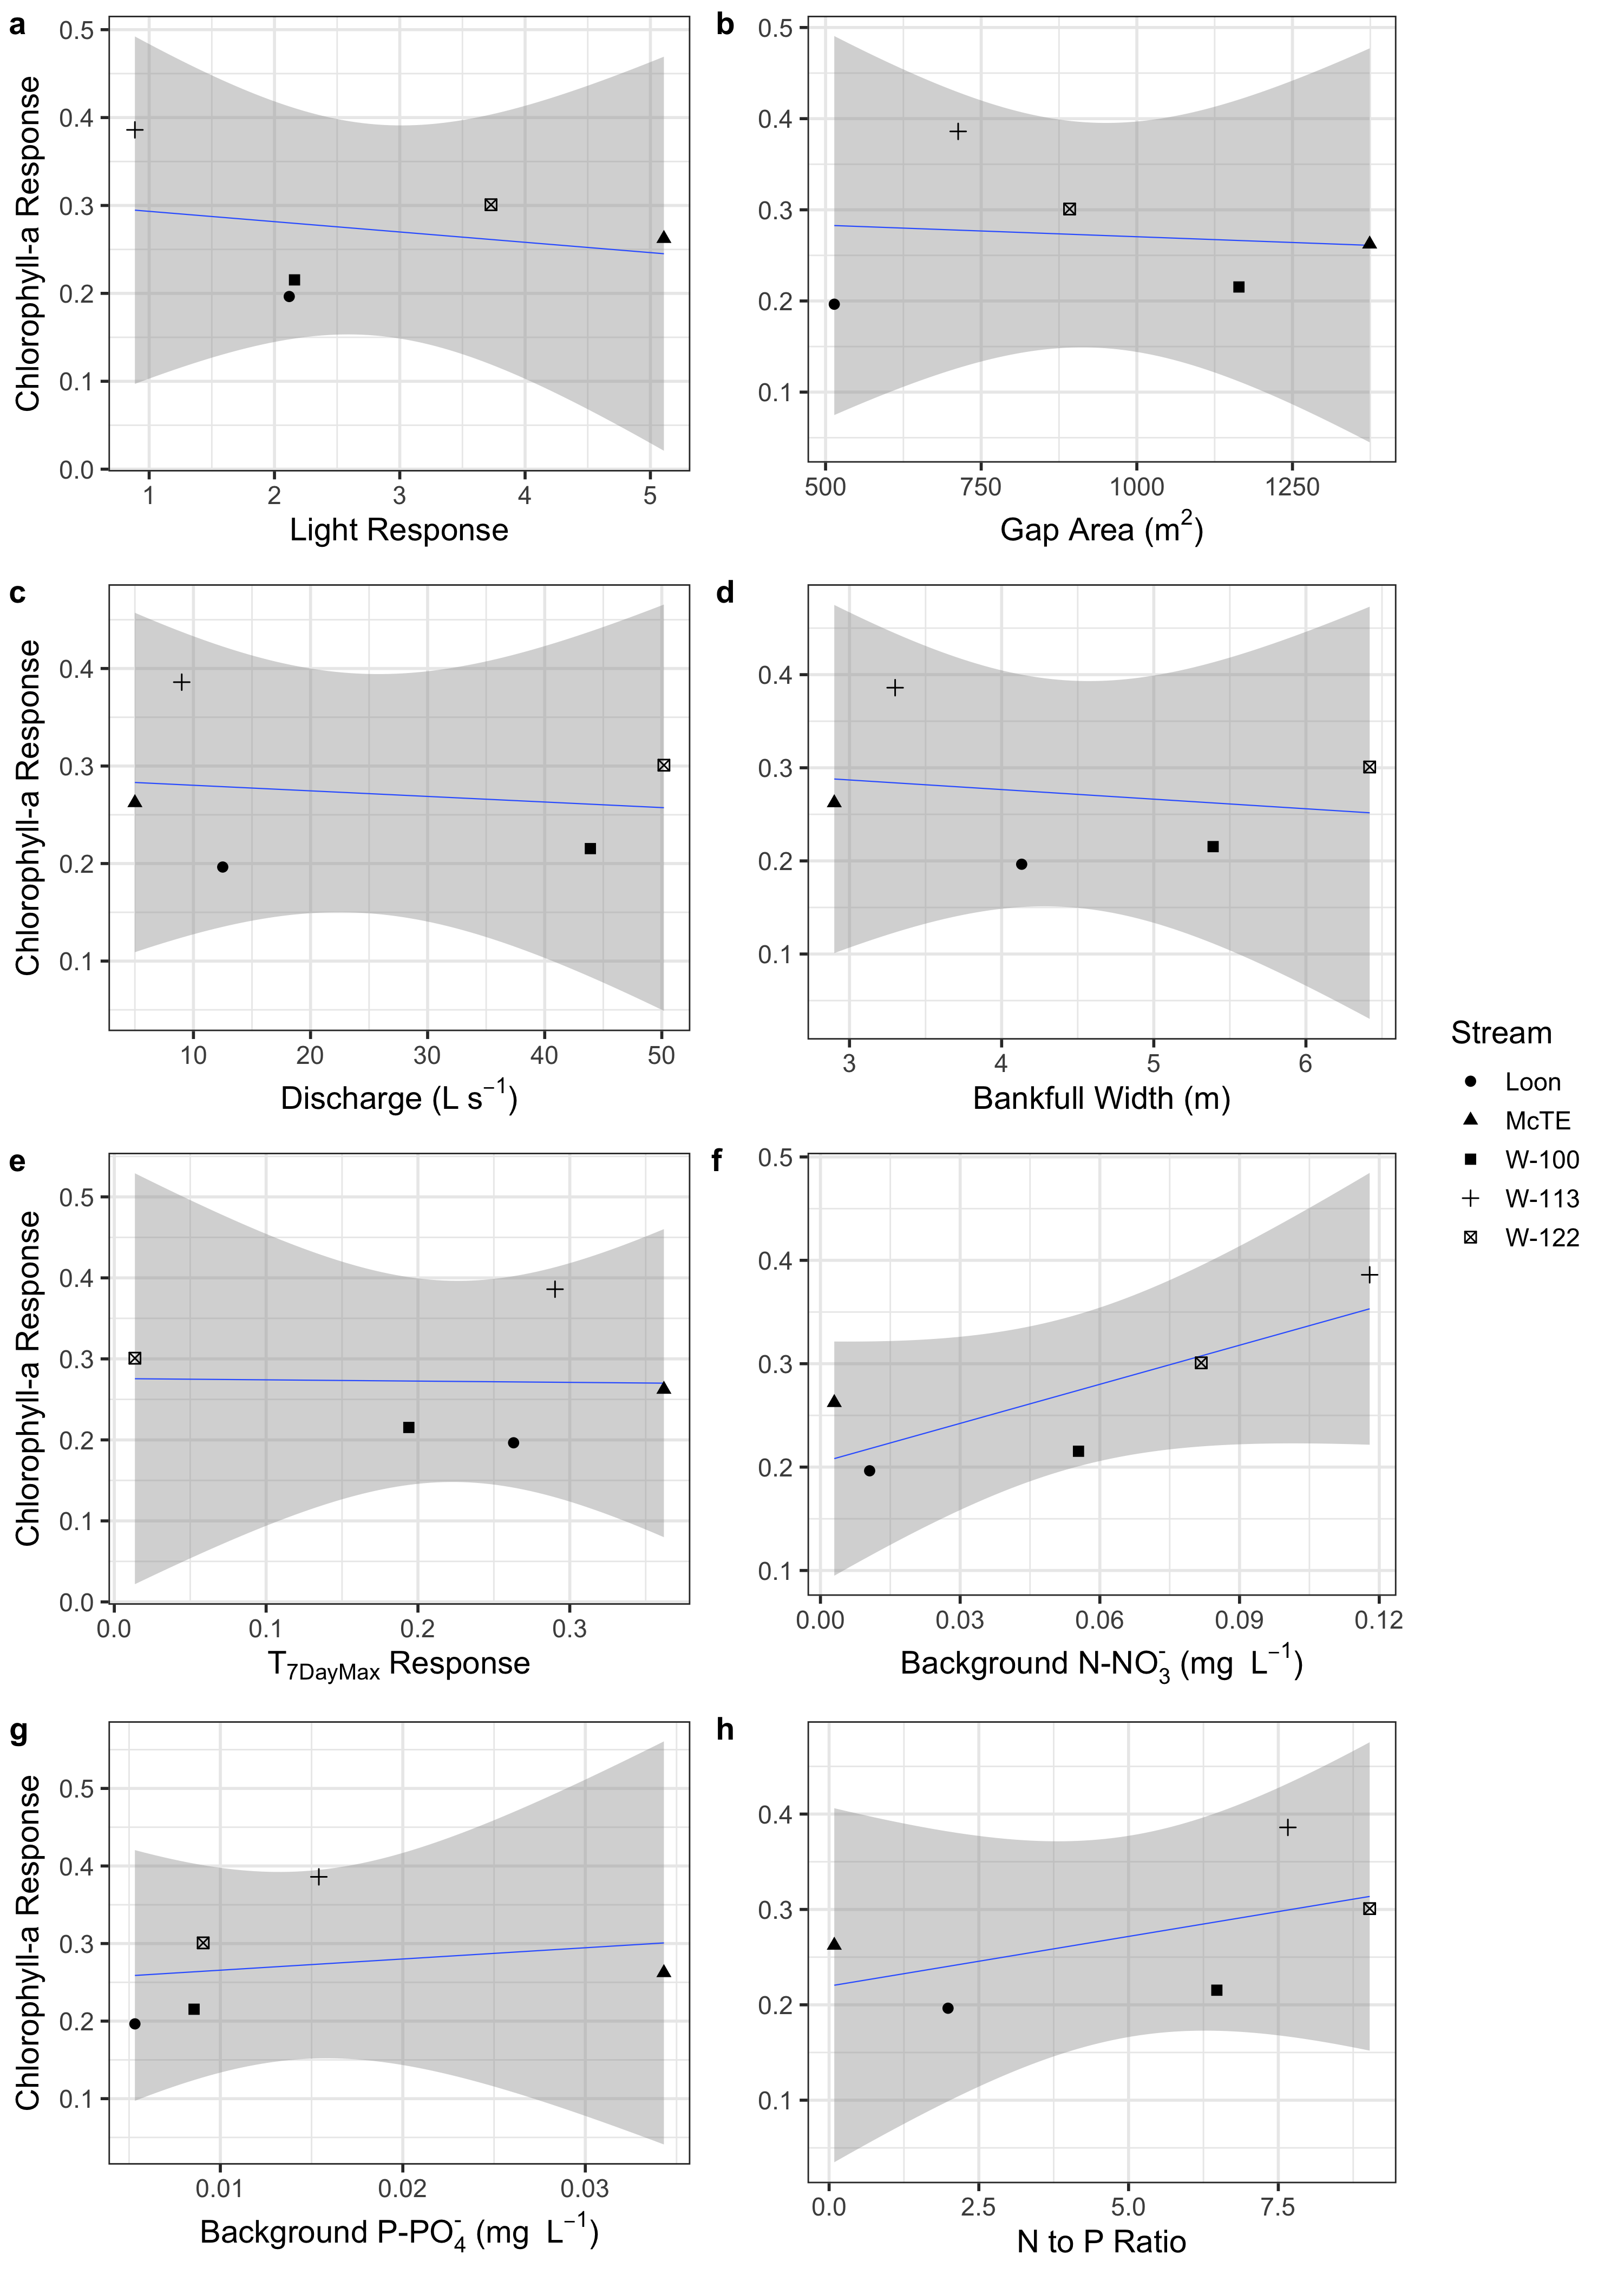 a
Chlorophyll-a Response
0.5
0.4
0.3
0.2
0.1
0.0
1 2 3 4 5
Light Response
b
0.5
0.4
0.3
0.2
0.1
500 750 1000 1250
Gap Area (m²)
c
Chlorophyll-a Response
0.4
0.3
0.2
0.1
10 20 30 40 50
Discharge (L s⁻¹)
d
0.4
0.3
0.2
0.1
3 4 5 6
Bankfull Width (m)
e
Chlorophyll-a Response
0.5
0.4
0.3
0.2
0.1
0.0
0.0 0.1 0.2 0.3
T₇DayMax Response
f
0.5
0.4
0.3
0.2
0.1
0.00 0.03 0.06 0.09 0.12
Background N-NO₃⁻ (mg L⁻¹)
g
Chlorophyll-a Response
0.5
0.4
0.3
0.2
0.1
0.01 0.02 0.03
Background P-PO₄⁻ (mg L⁻¹)
h
0.4
0.3
0.2
0.1
0.0 2.5 5.0 7.5
N to P Ratio
Stream
Loon
McTE
W-100
W-113
W-122